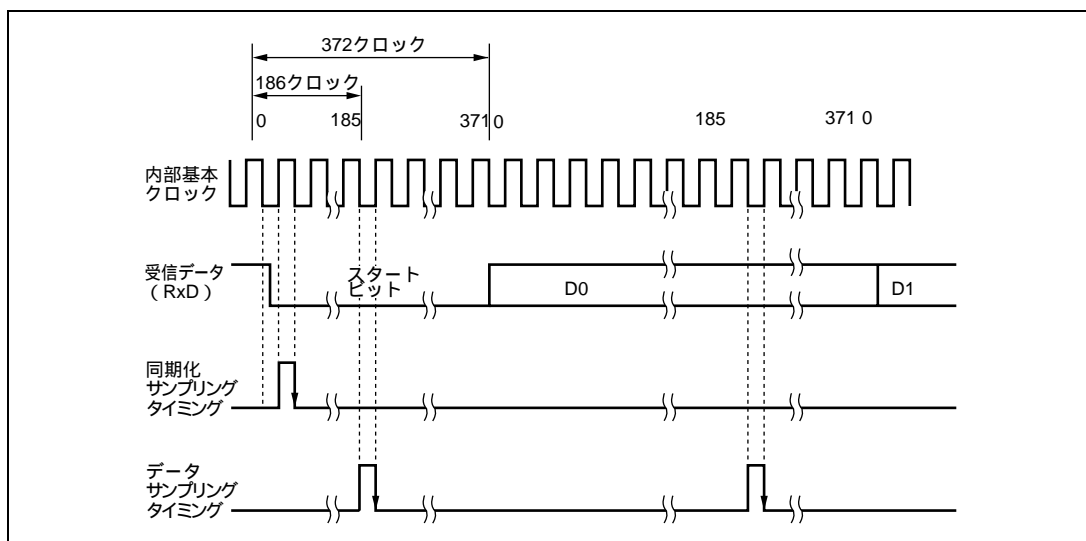 372クロック
186クロック
0 185 371 0 185 371 0
内部基本
クロック
受信データ
(RxD)
スタート
ビット
D0
D1
同期化
サンプリング
タイミング
データ
サンプリング
タイミング